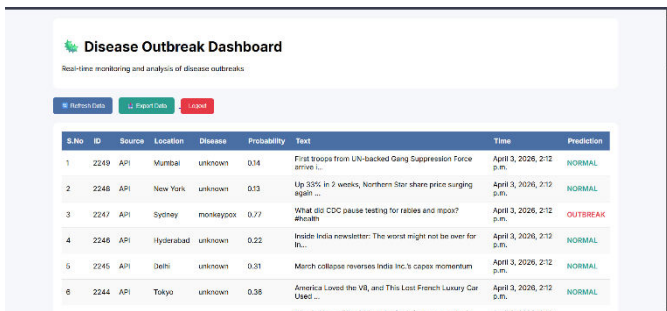 Disease Outbreak Dashboard
Real-time monitoring and analysis of disease outbreaks
Refresh Data Export Data Logout
S.No ID Source Location Disease Probability Text Time Prediction
1 2249 API Mumbai unknown 0.14 First troops from UN-backed Gang Suppression Force arrive i... April 3, 2026, 2:12 p.m. NORMAL
2 2248 API New York unknown 0.13 Up 33% in 2 weeks, Northern Star share price surging again ... April 3, 2026, 2:12 p.m. NORMAL
3 2247 API Sydney monkeypox 0.77 What did CDC pause testing for rabies and mpox? #health April 3, 2026, 2:12 p.m. OUTBREAK
4 2246 API Hyderabad unknown 0.22 Inside India newsletter: The worst might not be over for In... April 3, 2026, 2:12 p.m. NORMAL
5 2245 API Delhi unknown 0.31 March collapse reverses India Inc.'s capex momentum April 3, 2026, 2:12 p.m. NORMAL
6 2244 API Tokyo unknown 0.36 America Loved the V8, and This Lost French Luxury Car Used ... April 3, 2026, 2:12 p.m. NORMAL